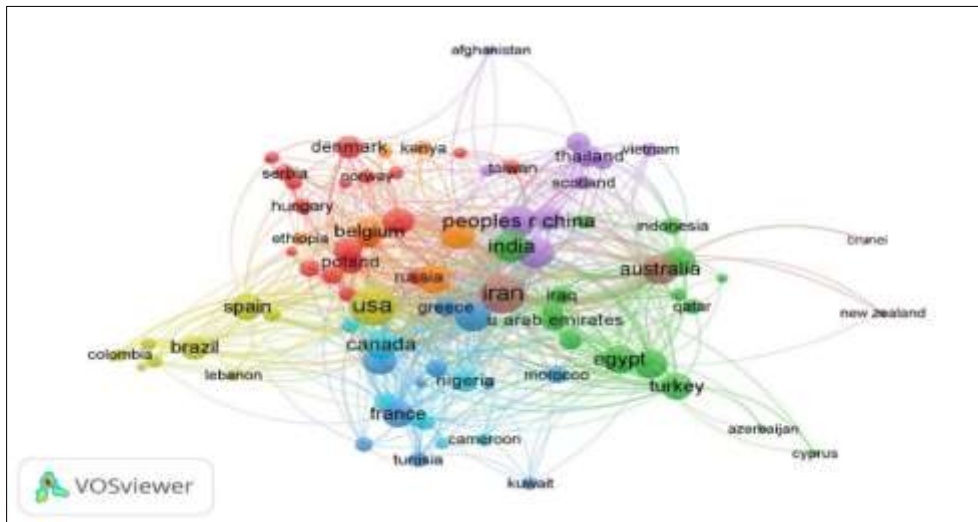 afghanistan
denmark
kenya
taiwan
thailand
vietnam
serbia
norway
scotland
hungary
peoples r china
indonesia
belgium
ethiopia
india
brunei
poland
russia
australia
iran
iraq
qatar
spain
usa
greece
u arab emirates
new zealand
canada
colombia
brazil
egypt
lebanon
nigeria
morocco
turkey
france
azerbaijan
cameroon
cyprus
tunisia
kuwait
VOSviewer